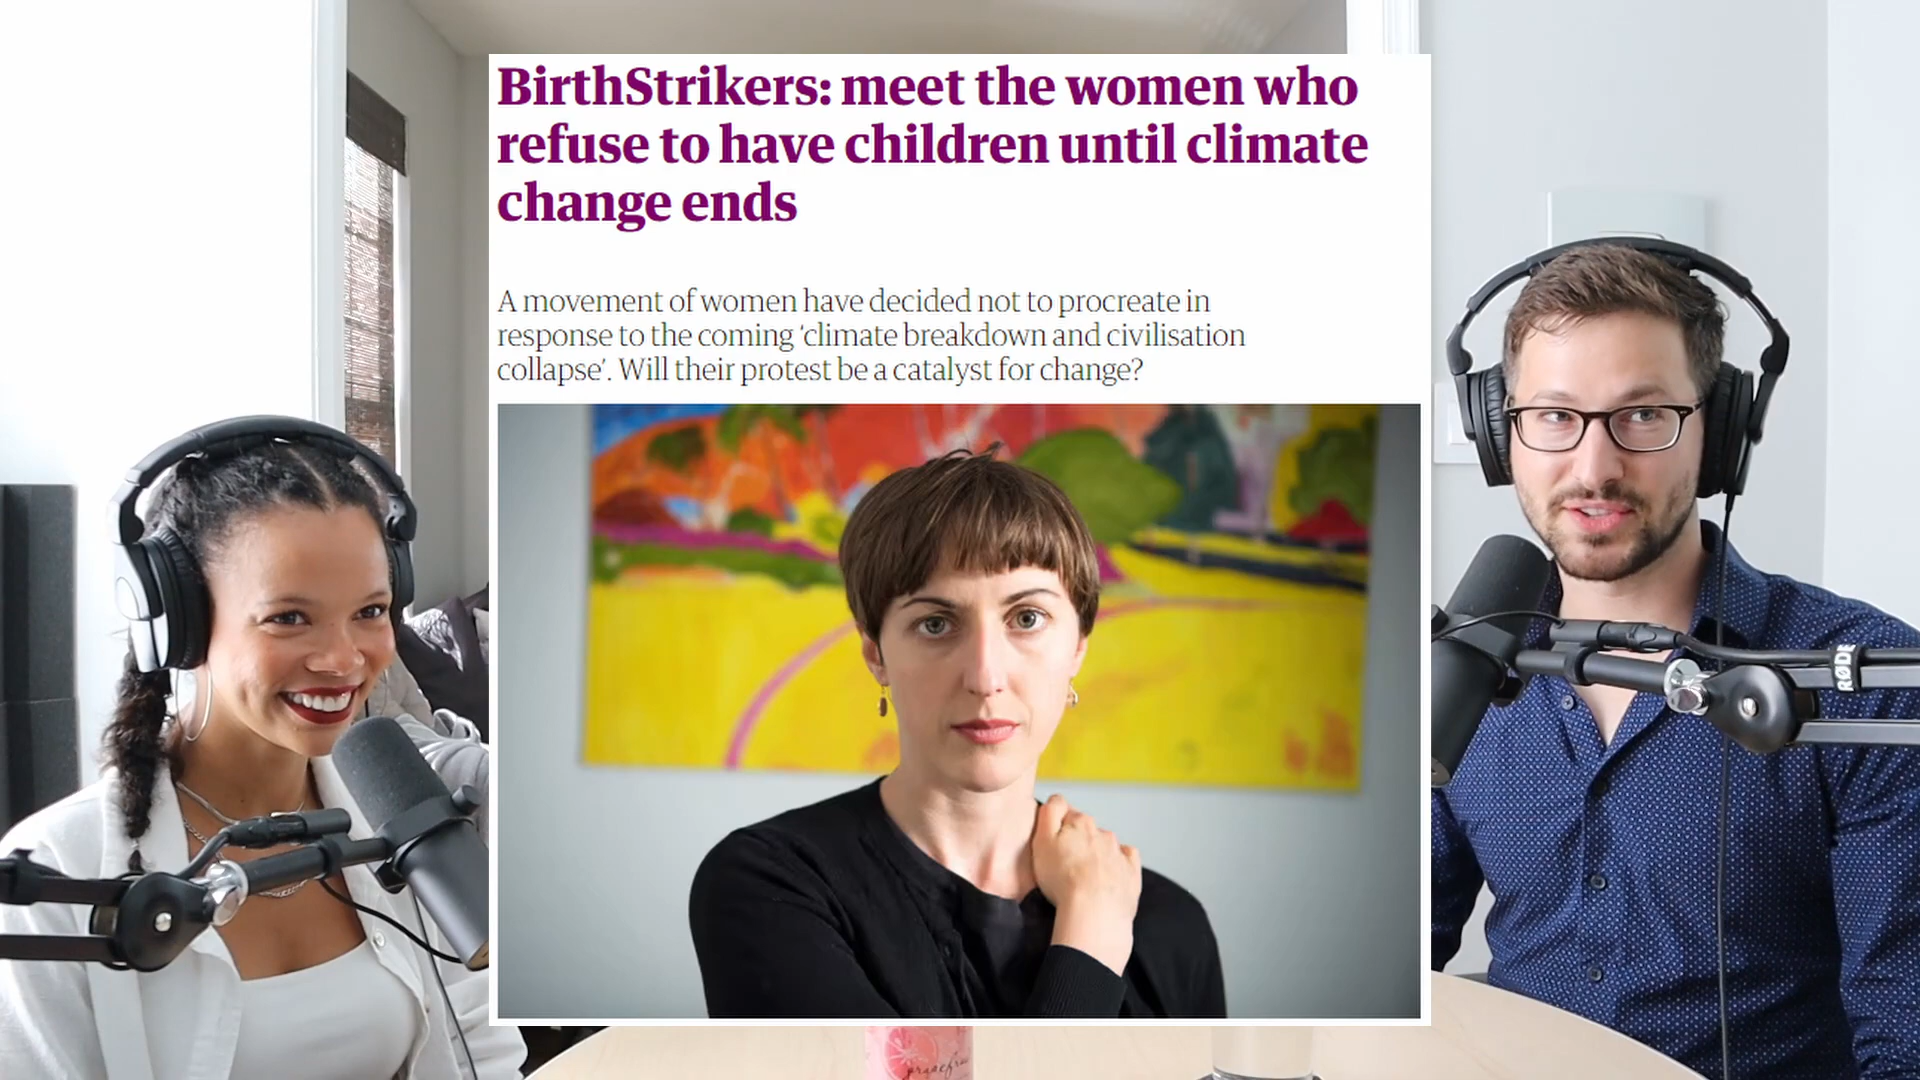 BirthStrikers: meet the women who
refuse to have children until climate
change ends
A movement of women have decided not to procreate in
response to the coming ‘climate breakdown and civilisation
collapse’. Will their protest be a catalyst for change?
RØDE
grapefruit